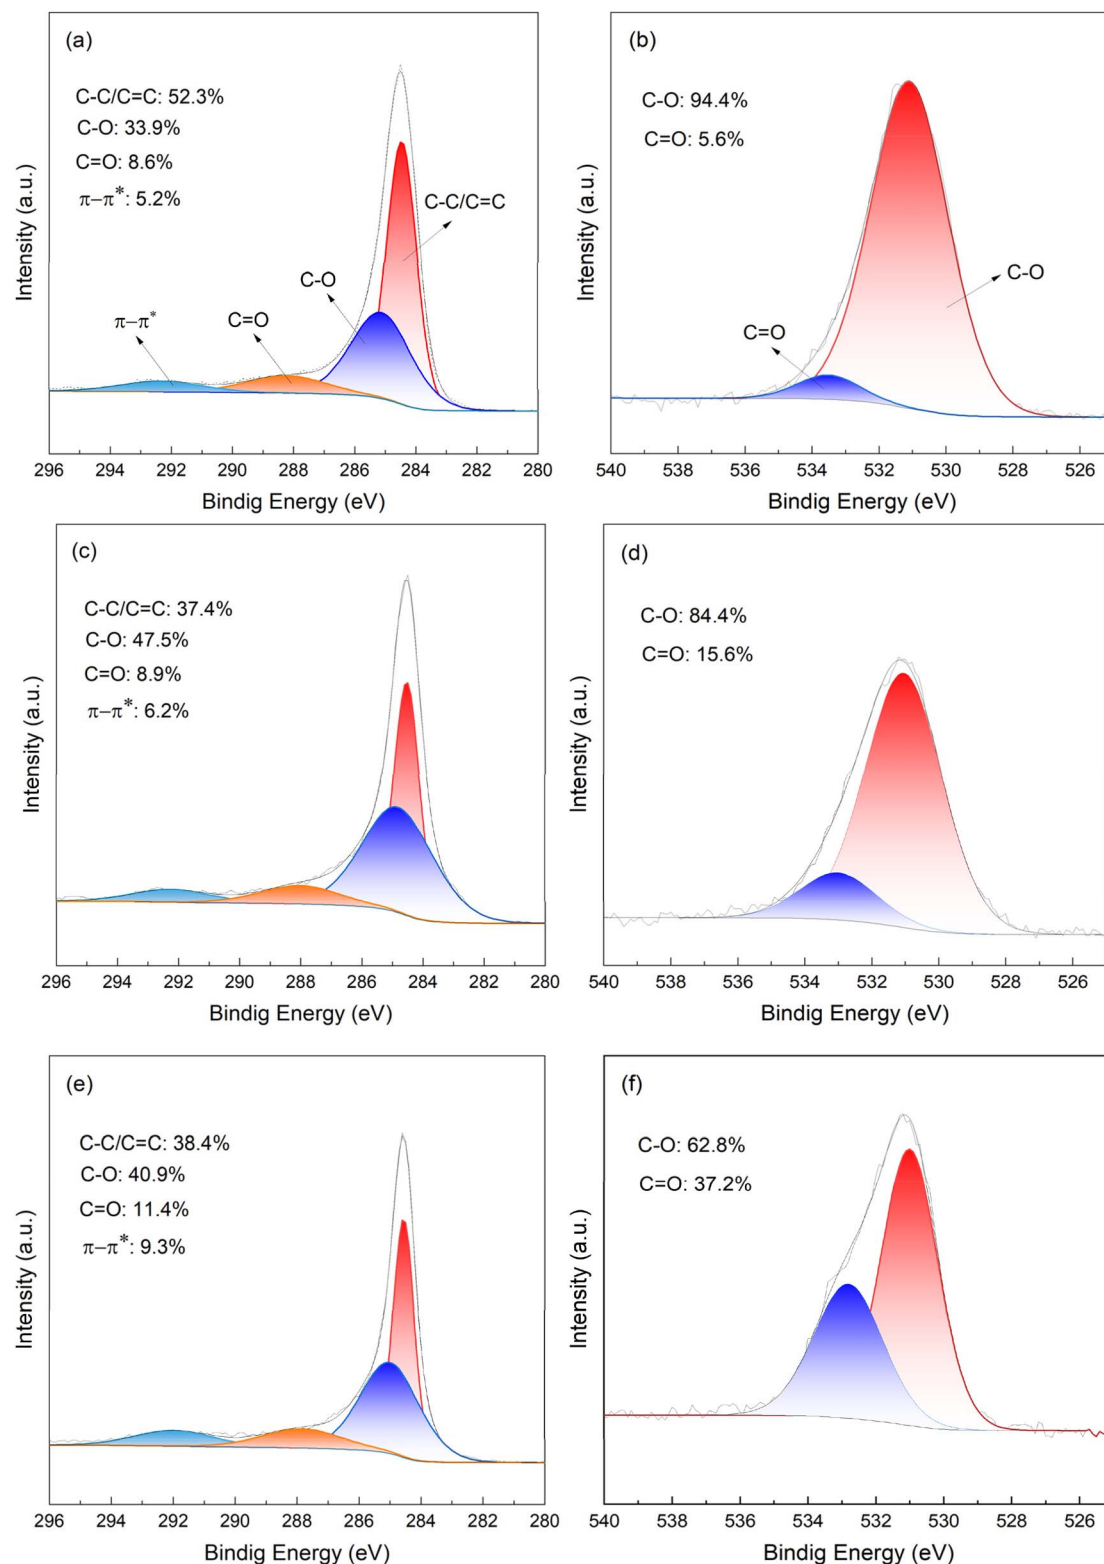 (a)
C-C/C=C: 52.3%
C-O: 33.9%
C=O: 8.6%
π–π*: 5.2%
C-C/C=C
C-O
C=O
π–π*
Intensity (a.u.)
296 294 292 290 288 286 284 282 280
Bindig Energy (eV)
(b)
C-O: 94.4%
C=O: 5.6%
C-O
C=O
Intensity (a.u.)
540 538 536 534 532 530 528 526
Bindig Energy (eV)
(c)
C-C/C=C: 37.4%
C-O: 47.5%
C=O: 8.9%
π–π*: 6.2%
Intensity (a.u.)
296 294 292 290 288 286 284 282 280
Bindig Energy (eV)
(d)
C-O: 84.4%
C=O: 15.6%
Intensity (a.u.)
540 538 536 534 532 530 528 526
Bindig Energy (eV)
(e)
C-C/C=C: 38.4%
C-O: 40.9%
C=O: 11.4%
π–π*: 9.3%
Intensity (a.u.)
296 294 292 290 288 286 284 282 280
Bindig Energy (eV)
(f)
C-O: 62.8%
C=O: 37.2%
Intensity (a.u.)
540 538 536 534 532 530 528 526
Bindig Energy (eV)